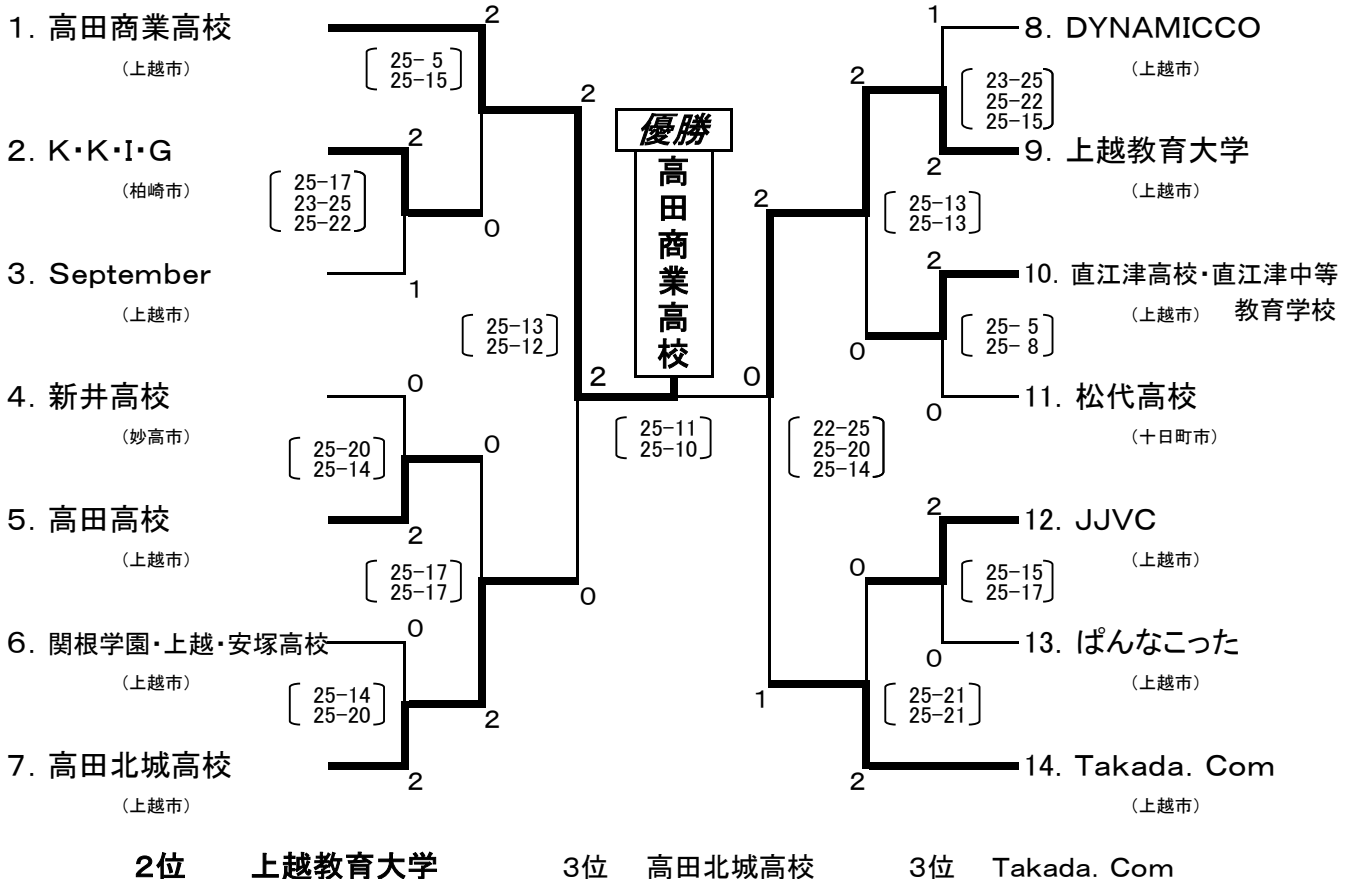 1. 高田商業高校
(上越市)
2. K・K・I・G
(柏崎市)
3. September
(上越市)
4. 新井高校
(妙高市)
5. 高田高校
(上越市)
6. 関根学園・上越・安塚高校
(上越市)
7. 高田北城高校
(上越市)
2
25- 5
25-15
2
25-17
23-25
25-22
0
1
2
25-13
25-12
0
25-20
25-14
0
2
25-17
25-17
0
0
25-14
25-20
2
2
優勝
高田商業高校
2
0
25-11
25-10
1
2
23-25
25-22
25-15
2
2
25-13
25-13
2
0
25- 5
25- 8
0
22-25
25-20
25-14
2
0
25-15
25-17
0
1
25-21
25-21
2
8. DYNAMICCO
(上越市)
9. 上越教育大学
(上越市)
10. 直江津高校・直江津中等
(上越市) 教育学校
11. 松代高校
(十日町市)
12. JJVC
(上越市)
13. ぱんなこった
(上越市)
14. Takada. Com
(上越市)
2位 上越教育大学 3位 高田北城高校 3位 Takada. Com